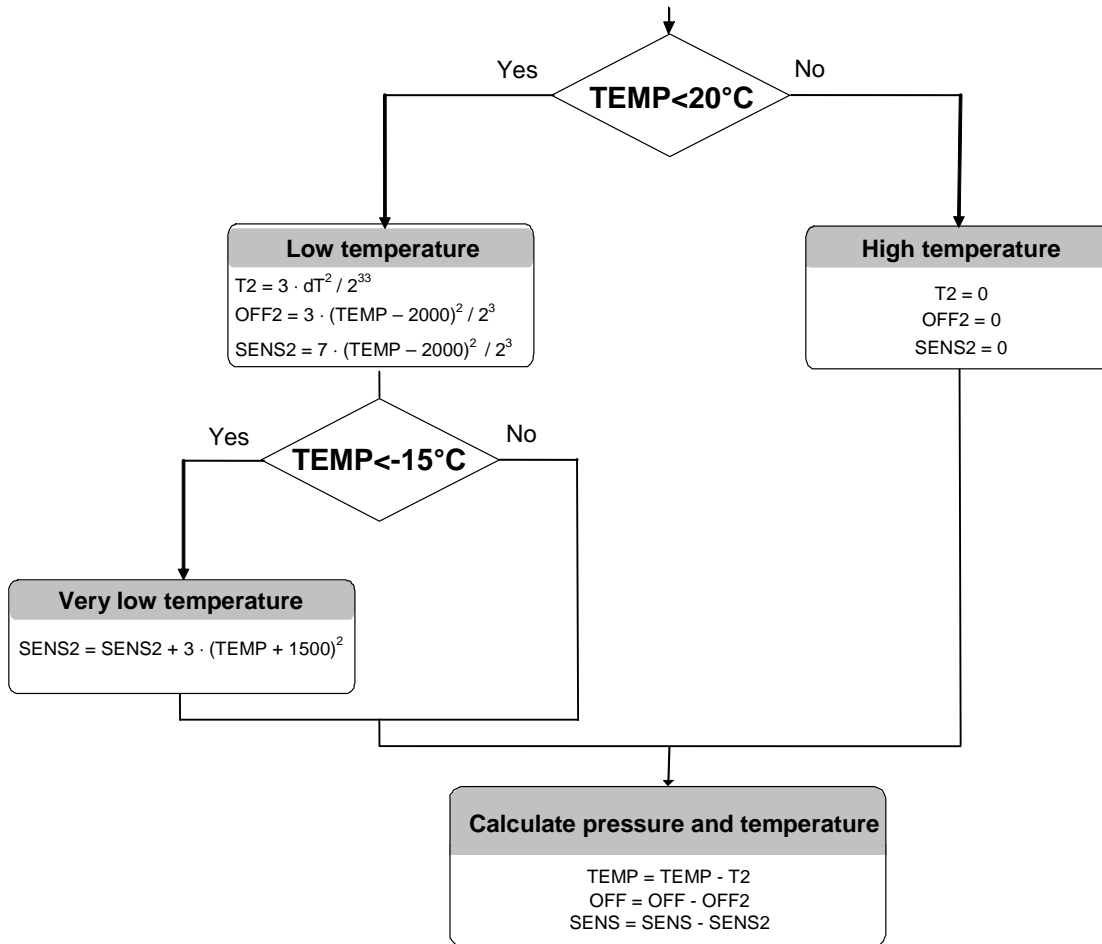 Yes
No
TEMP<20°C
Low temperature
T2 = 3 · dT² / 2³³
OFF2 = 3 · (TEMP – 2000)² / 2³
SENS2 = 7 · (TEMP – 2000)² / 2³
High temperature
T2 = 0
OFF2 = 0
SENS2 = 0
Yes
No
TEMP<-15°C
Very low temperature
SENS2 = SENS2 + 3 · (TEMP + 1500)²
Calculate pressure and temperature
TEMP = TEMP - T2
OFF = OFF - OFF2
SENS = SENS - SENS2